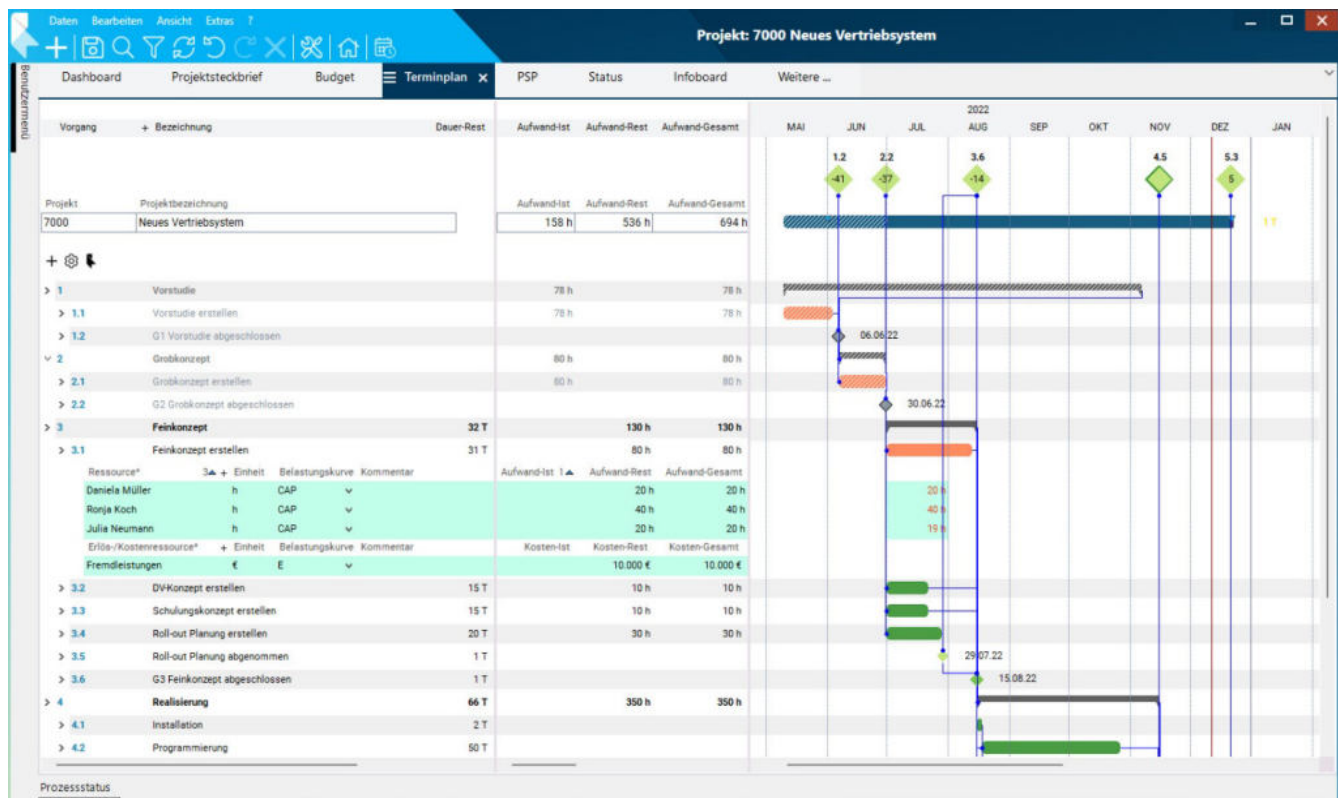 Daten Bearbeiten Ansicht Extras ?
Projekt: 7000 Neues Vertriebsystem
Benutzermenü
Dashboard Projektsteckbrief Budget Terminplan PSP Status Infoboard Weitere ...
2022
Vorgang + Bezeichnung Dauer-Rest Aufwand-Ist Aufwand-Rest Aufwand-Gesamt MAI JUN JUL AUG SEP OKT NOV DEZ JAN
1.2 2.2 3.6 4.5 5.3
-41 -37 -14 5
Projekt Projektbezeichnung Aufwand-Ist Aufwand-Rest Aufwand-Gesamt
7000 Neues Vertriebsystem 158 h 536 h 694 h 1 T
1 Vorstudie 78 h 78 h
1.1 Vorstudie erstellen 78 h 78 h
1.2 G1 Vorstudie abgeschlossen 06.06.22
2 Grobkonzept 80 h 80 h
2.1 Grobkonzept erstellen 80 h 80 h
2.2 G2 Grobkonzept abgeschlossen 30.06.22
3 Feinkonzept 32 T 130 h 130 h
3.1 Feinkonzept erstellen 31 T 80 h 80 h
Ressource* 3 + Einheit Belastungskurve Kommentar Aufwand-Ist 1 Aufwand-Rest Aufwand-Gesamt
Daniela Müller h CAP 20 h 20 h 20 h
Ronja Koch h CAP 40 h 40 h 40 h
Julia Neumann h CAP 20 h 20 h 19 h
Erlös-/Kostenressource* + Einheit Belastungskurve Kommentar Kosten-Ist Kosten-Rest Kosten-Gesamt
Fremdleistungen € E 10.000 € 10.000 €
3.2 DV-Konzept erstellen 15 T 10 h 10 h
3.3 Schulungskonzept erstellen 15 T 10 h 10 h
3.4 Roll-out Planung erstellen 20 T 30 h 30 h
3.5 Roll-out Planung abgenommen 1 T 29.07.22
3.6 G3 Feinkonzept abgeschlossen 1 T 15.08.22
4 Realisierung 66 T 350 h 350 h
4.1 Installation 2 T
4.2 Programmierung 50 T
Prozessstatus